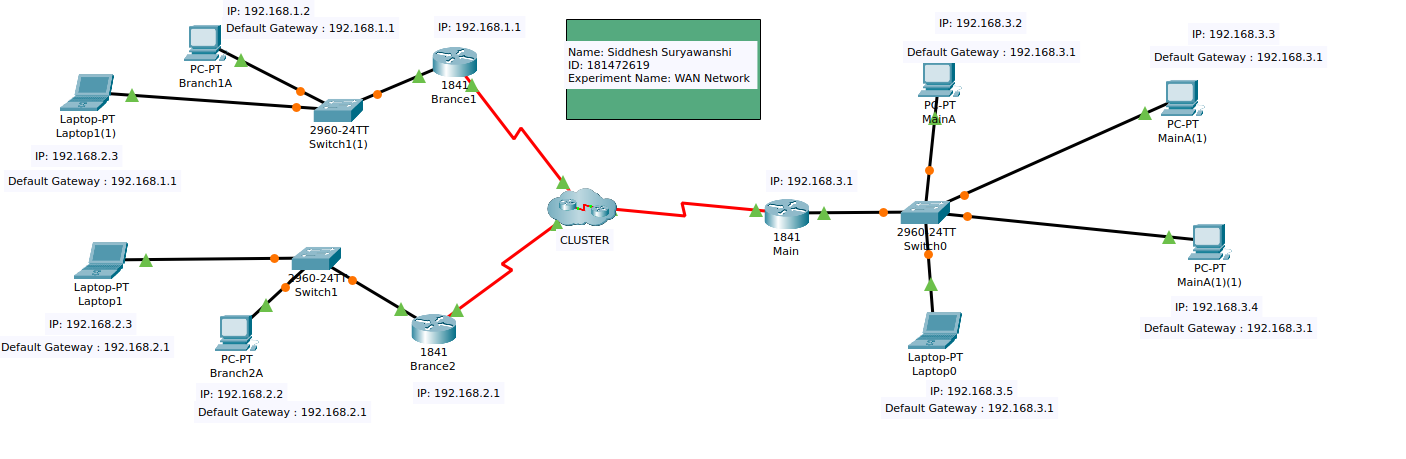 IP: 192.168.1.2
Default Gateway : 192.168.1.1
PC-PT
Branch1A
Laptop-PT
Laptop1(1)
IP: 192.168.2.3
Default Gateway : 192.168.1.1
2960-24TT
Switch1(1)
IP: 192.168.1.1
1841
Brance1
Name: Siddhesh Suryawanshi
ID: 181472619
Experiment Name: WAN Network
CLUSTER
Laptop-PT
Laptop1
IP: 192.168.2.3
Default Gateway : 192.168.2.1
2960-24TT
Switch1
PC-PT
Branch2A
IP: 192.168.2.2
Default Gateway : 192.168.2.1
1841
Brance2
IP: 192.168.2.1
IP: 192.168.3.1
1841
Main
2960-24TT
Switch0
IP: 192.168.3.2
Default Gateway : 192.168.3.1
PC-PT
MainA
IP: 192.168.3.3
Default Gateway : 192.168.3.1
PC-PT
MainA(1)
PC-PT
MainA(1)(1)
IP: 192.168.3.4
Default Gateway : 192.168.3.1
Laptop-PT
Laptop0
IP: 192.168.3.5
Default Gateway : 192.168.3.1